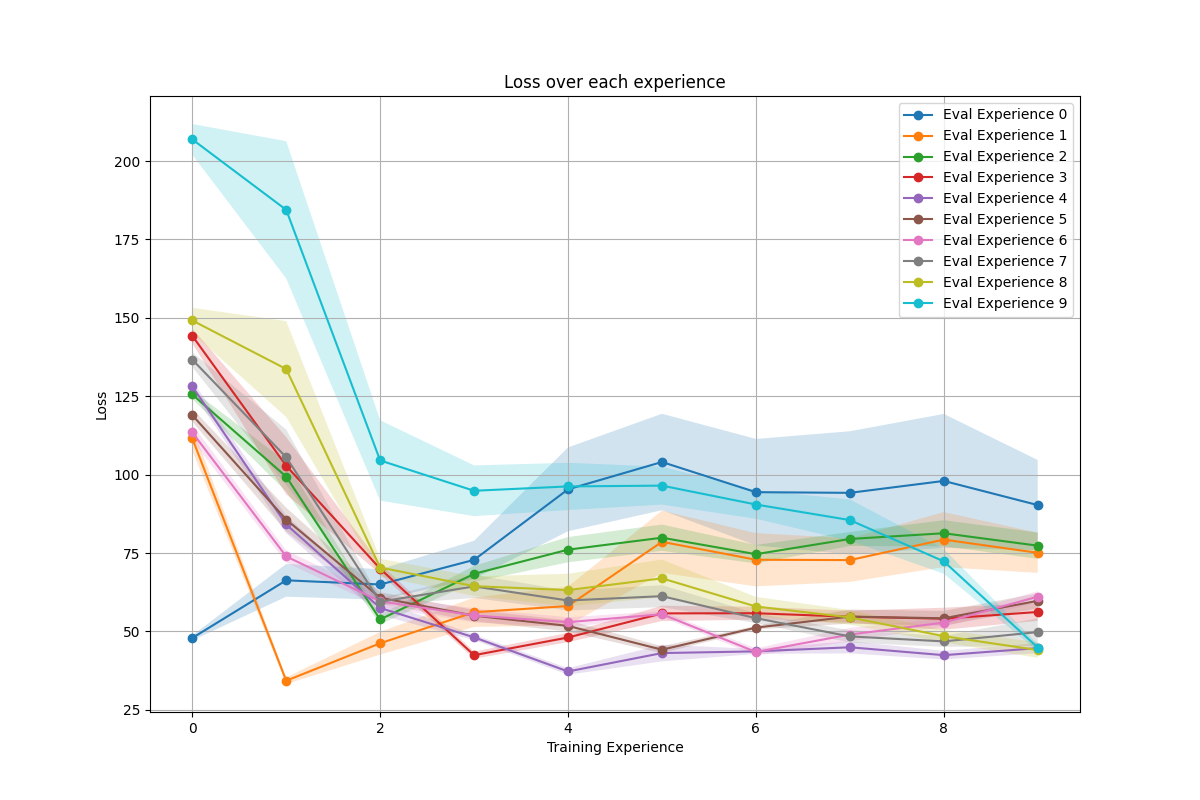 Loss over each experience
Loss
200
175
150
125
100
75
50
25
0
2
4
6
8
Training Experience
Eval Experience 0
Eval Experience 1
Eval Experience 2
Eval Experience 3
Eval Experience 4
Eval Experience 5
Eval Experience 6
Eval Experience 7
Eval Experience 8
Eval Experience 9